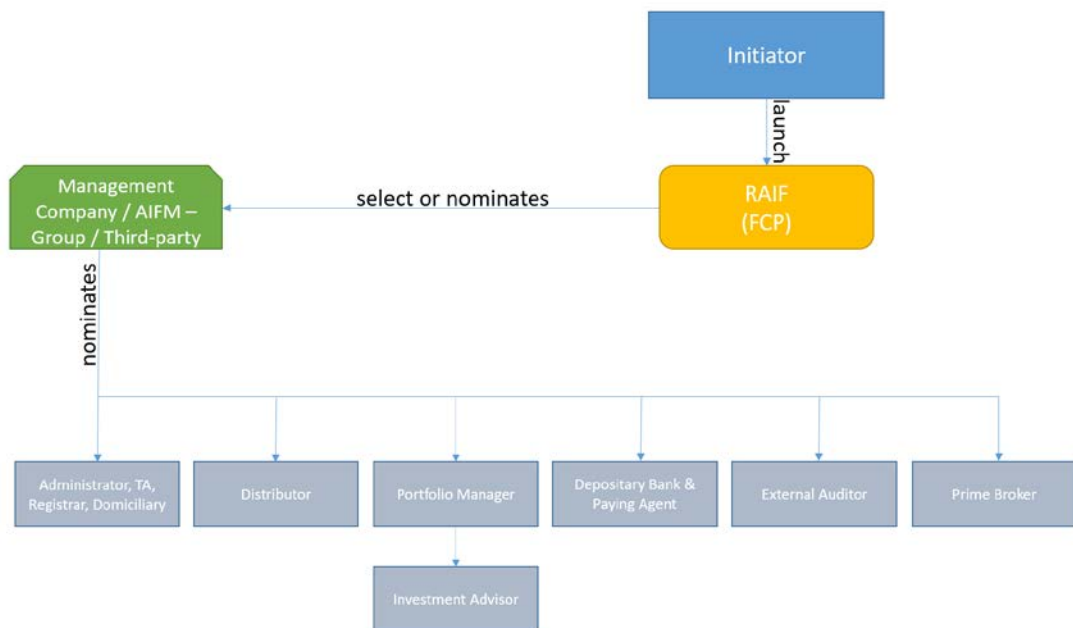 Initiator
launch
RAIF
(FCP)
select or nominates
Management
Company / AIFM –
Group / Third-party
nominates
Administrator, TA,
Registrar, Domiciliary
Distributor
Portfolio Manager
Depositary Bank &
Paying Agent
External Auditor
Prime Broker
Investment Advisor